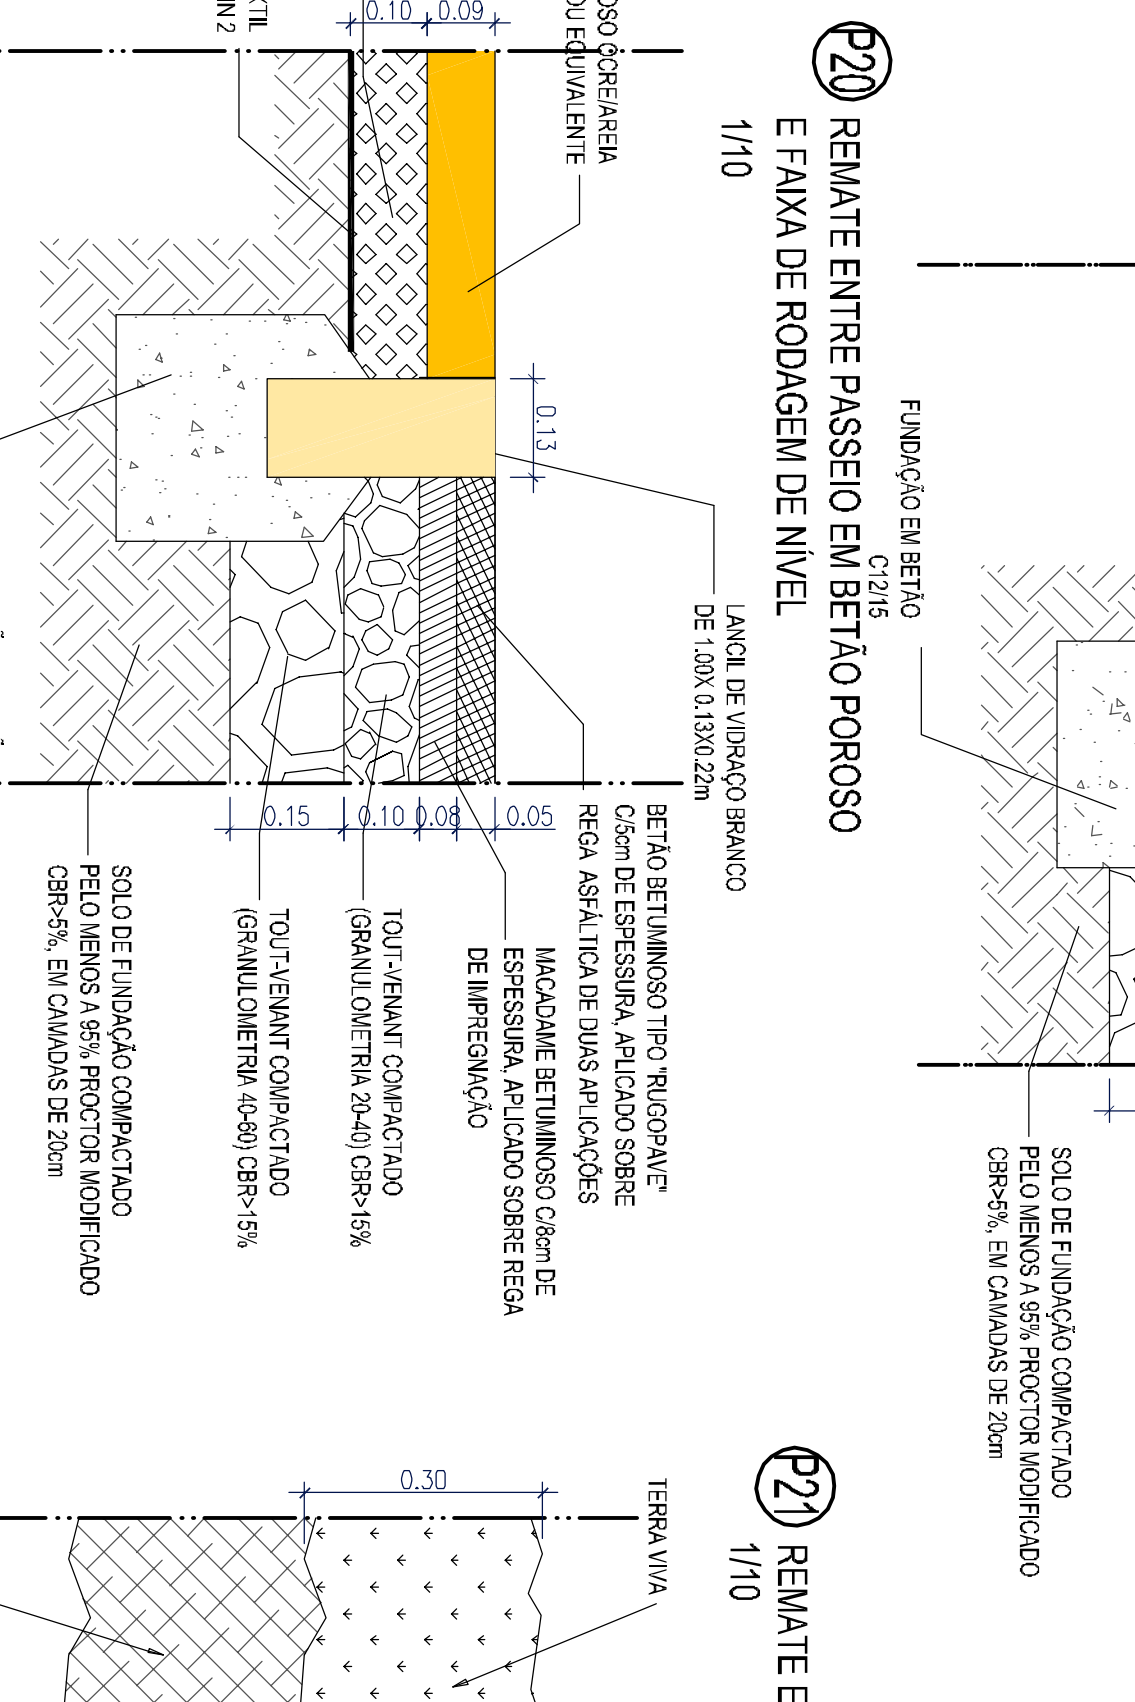 P20
REMATE ENTRE PASSEIO EM BETÃO POROSO
E FAIXA DE RODAGEM DE NÍVEL
1/10
FUNDAÇÃO EM BETÃO
C12/15
SOLO DE FUNDAÇÃO COMPACTADO
PELO MENOS A 95% PROCTOR MODIFICADO
CBR>5%, EM CAMADAS DE 20cm
OSO OCRE/AREIA
OU EQUIVALENTE
0.10
0.09
0.13
LANCIL DE VIDRAÇO BRANCO
DE 1.00X 0.13X0.22m
BETÃO BETUMINOSO TIPO "RUGOPAVE"
C/5cm DE ESPESSURA, APLICADO SOBRE
REGA ASFÁLTICA DE DUAS APLICAÇÕES
MACADAME BETUMINOSO C/8cm DE
ESPESSURA, APLICADO SOBRE REGA
DE IMPREGNAÇÃO
TOUT-VENANT COMPACTADO
(GRANULOMETRIA 20-40) CBR>15%
TOUT-VENANT COMPACTADO
(GRANULOMETRIA 40-60) CBR>15%
SOLO DE FUNDAÇÃO COMPACTADO
PELO MENOS A 95% PROCTOR MODIFICADO
CBR>5%, EM CAMADAS DE 20cm
0.15
0.10
0.08
0.05
P21
REMATE E
1/10
TERRA VIVA
0.30